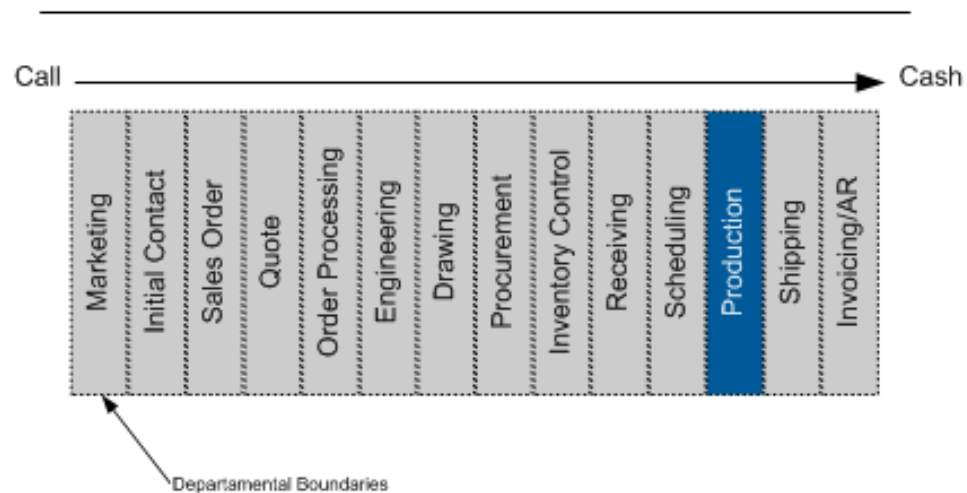 Call
Cash
Marketing
Initial Contact
Sales Order
Quote
Order Processing
Engineering
Drawing
Procurement
Inventory Control
Receiving
Scheduling
Production
Shipping
Invoicing/AR
Departamental Boundaries